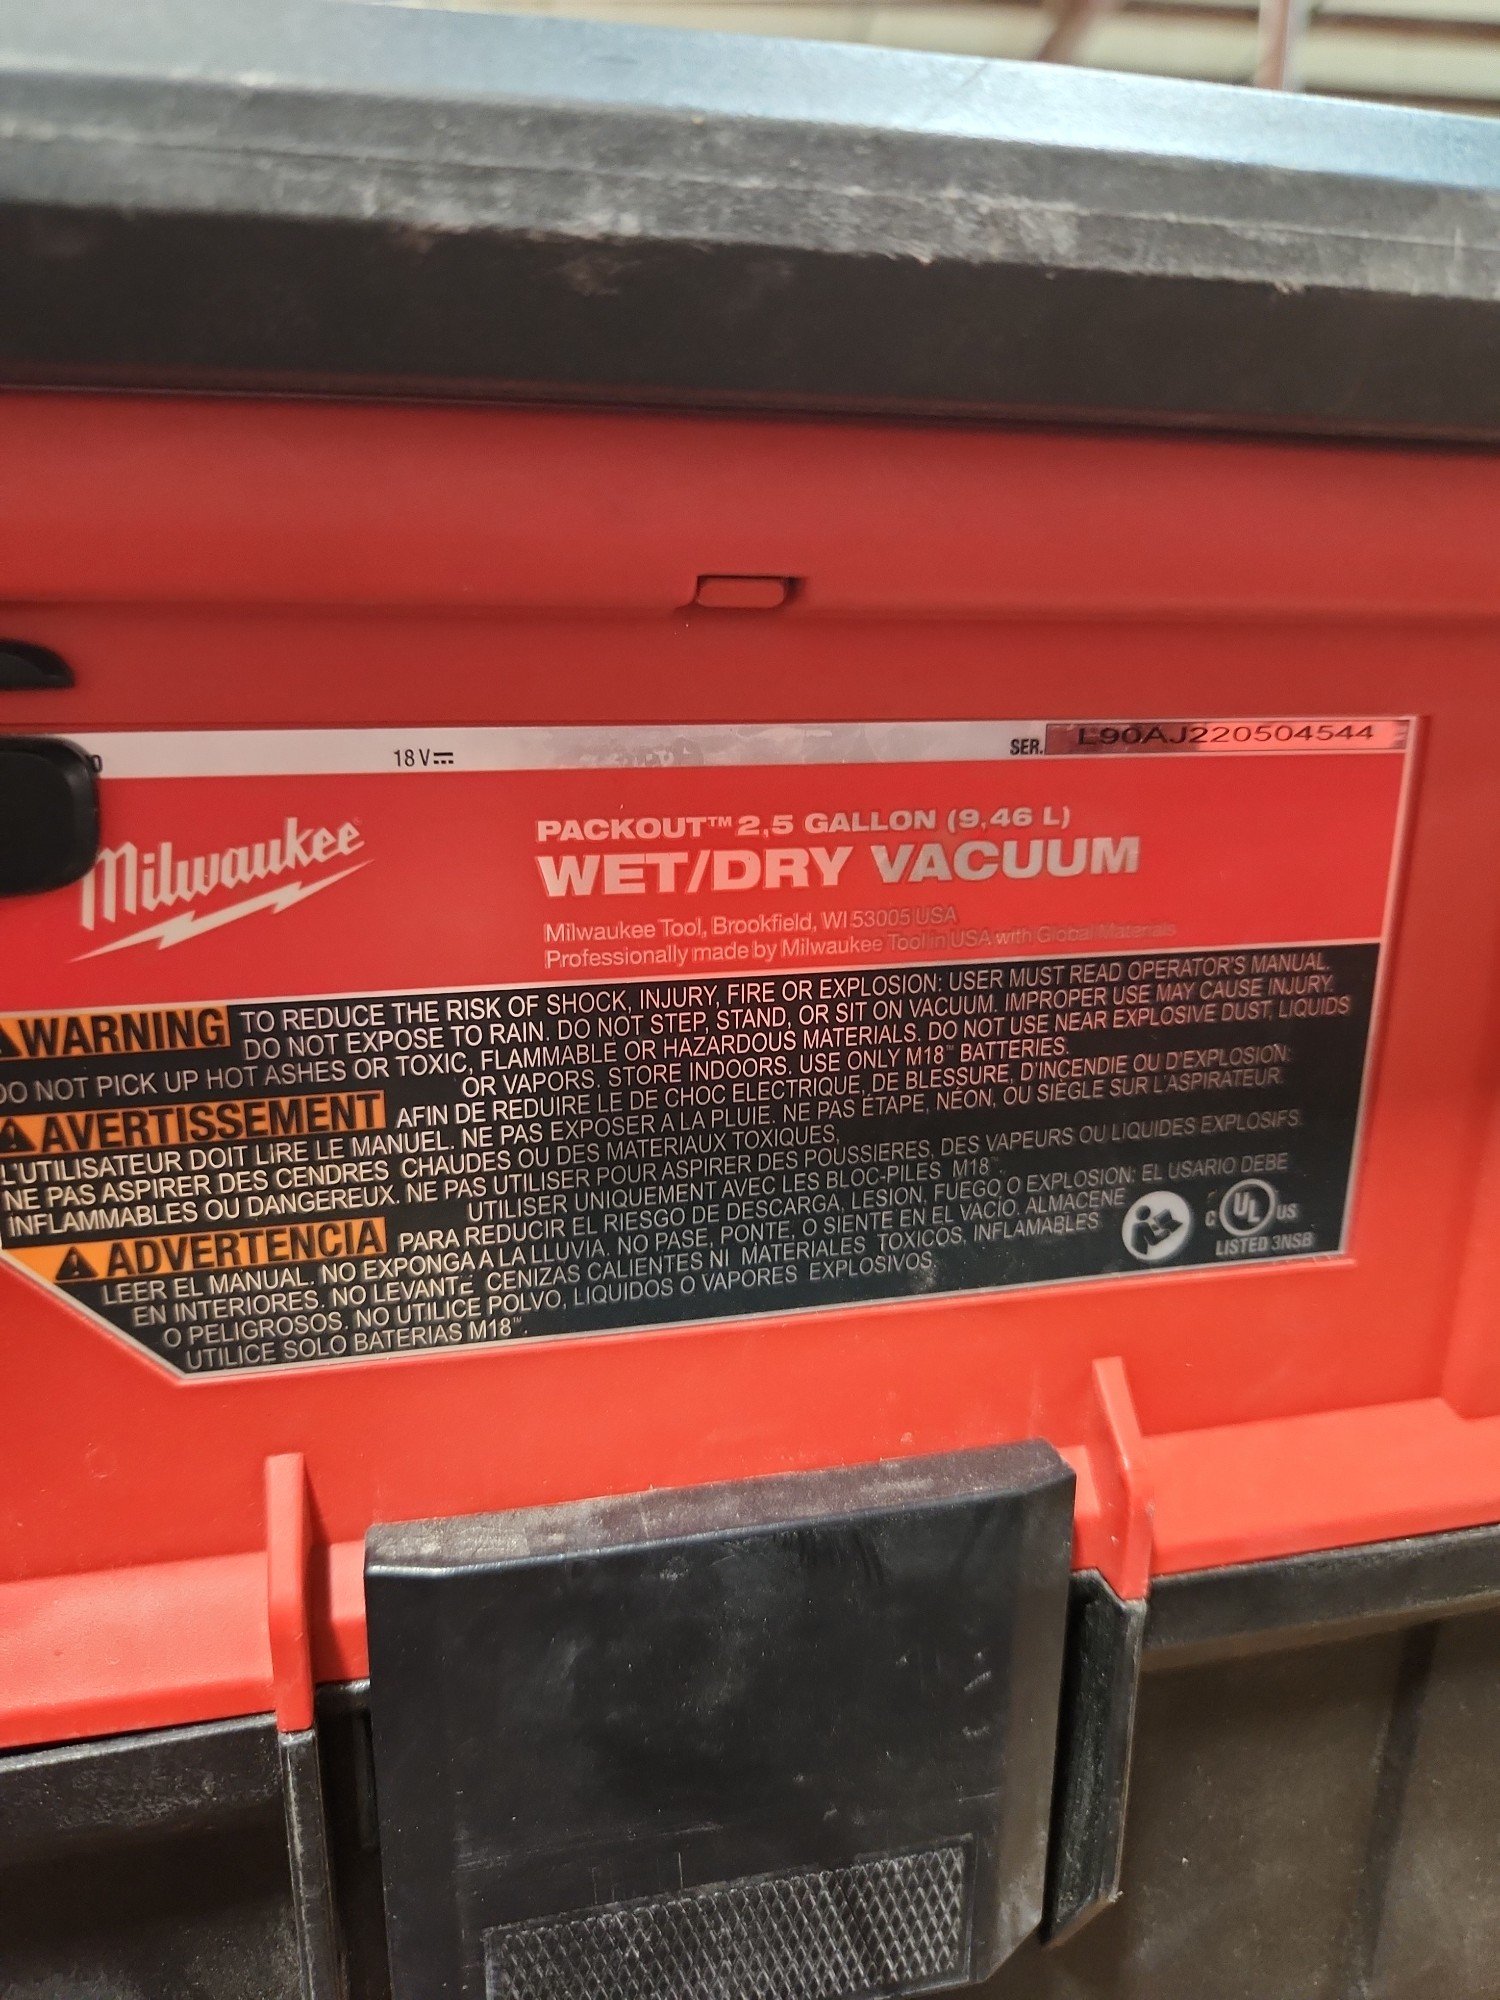 0
18 V
SER. L90AJ220504544
Milwaukee
PACKOUT™ 2,5 GALLON (9,46 L)
WET/DRY VACUUM
Milwaukee Tool, Brookfield, WI 53005 USA
Professionally made by Milwaukee Tool in USA with Global Materials
WARNING TO REDUCE THE RISK OF SHOCK, INJURY, FIRE OR EXPLOSION: USER MUST READ OPERATOR'S MANUAL.
DO NOT EXPOSE TO RAIN. DO NOT STEP, STAND, OR SIT ON VACUUM. IMPROPER USE MAY CAUSE INJURY.
DO NOT PICK UP HOT ASHES OR TOXIC, FLAMMABLE OR HAZARDOUS MATERIALS. DO NOT USE NEAR EXPLOSIVE DUST, LIQUIDS
OR VAPORS. STORE INDOORS. USE ONLY M18™ BATTERIES.
AVERTISSEMENT AFIN DE REDUIRE LE DE CHOC ELECTRIQUE, DE BLESSURE, D'INCENDIE OU D'EXPLOSION:
L'UTILISATEUR DOIT LIRE LE MANUEL. NE PAS EXPOSER A LA PLUIE. NE PAS ÉTAPE, NÉON, OU SIÈGLE SUR L'ASPIRATEUR.
NE PAS ASPIRER DES CENDRES CHAUDES OU DES MATERIAUX TOXIQUES,
INFLAMMABLES OU DANGEREUX. NE PAS UTILISER POUR ASPIRER DES POUSSIERES, DES VAPEURS OU LIQUIDES EXPLOSIFS.
UTILISER UNIQUEMENT AVEC LES BLOC-PILES M18™.
ADVERTENCIA PARA REDUCIR EL RIESGO DE DESCARGA, LESION, FUEGO O EXPLOSION: EL USARIO DEBE
LEER EL MANUAL. NO EXPONGA A LA LLUVIA. NO PASE, PONTE, O SIENTE EN EL VACIO. ALMACENE
EN INTERIORES. NO LEVANTE CENIZAS CALIENTES NI MATERIALES TOXICOS, INFLAMABLES
O PELIGROSOS. NO UTILICE POLVO, LIQUIDOS O VAPORES EXPLOSIVOS.
UTILICE SOLO BATERIAS M18™.
C UL US
LISTED 3NSB